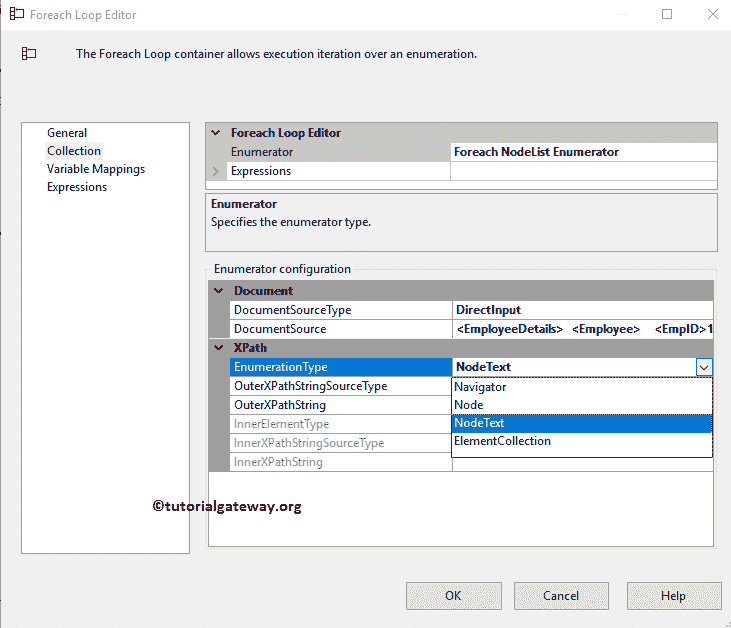 Foreach Loop Editor
The Foreach Loop container allows execution iteration over an enumeration.
General
Collection
Variable Mappings
Expressions
Foreach Loop Editor
Enumerator Foreach NodeList Enumerator
Expressions
Enumerator
Specifies the enumerator type.
Enumerator configuration
Document
DocumentSourceType DirectInput
DocumentSource <EmployeeDetails> <Employee> <EmpID>1
XPath
EnumerationType NodeText
OuterXPathStringSourceType
OuterXPathString
InnerElementType
InnerXPathStringSourceType
InnerXPathString
Navigator
Node
NodeText
ElementCollection
©tutorialgateway.org
OK Cancel Help